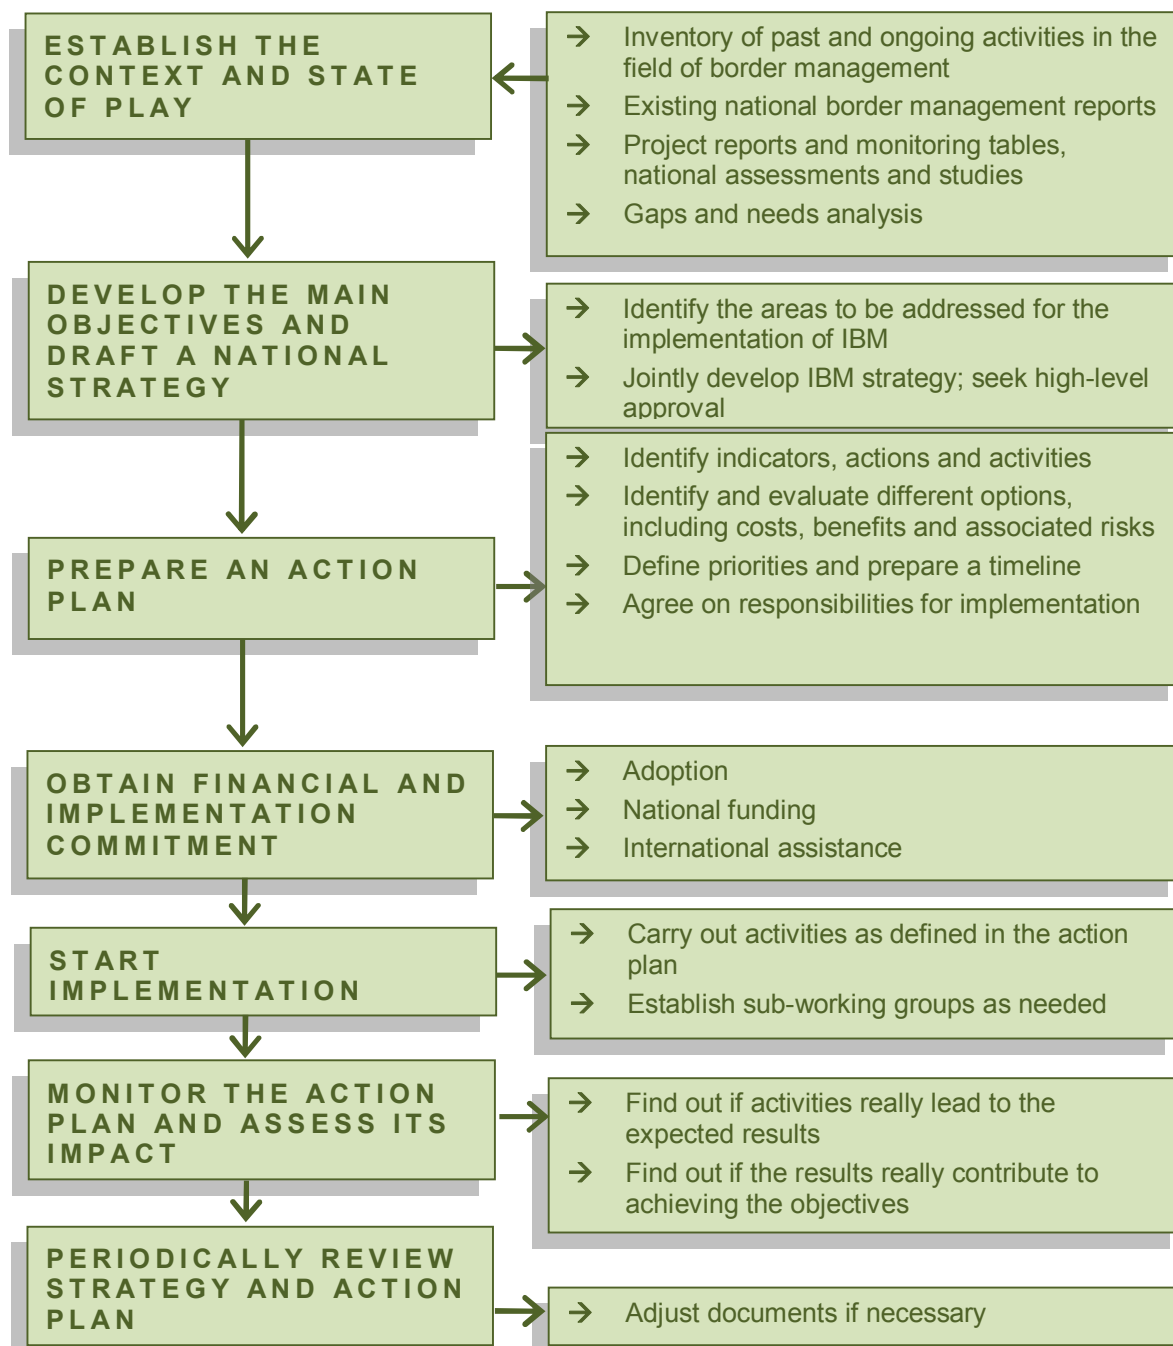 ESTABLISH THE
CONTEXT AND STATE
OF PLAY
→ Inventory of past and ongoing activities in the
field of border management
→ Existing national border management reports
→ Project reports and monitoring tables,
national assessments and studies
→ Gaps and needs analysis
DEVELOP THE MAIN
OBJECTIVES AND
DRAFT A NATIONAL
STRATEGY
→ Identify the areas to be addressed for the
implementation of IBM
→ Jointly develop IBM strategy; seek high-level
approval
PREPARE AN ACTION
PLAN
→ Identify indicators, actions and activities
→ Identify and evaluate different options,
including costs, benefits and associated risks
→ Define priorities and prepare a timeline
→ Agree on responsibilities for implementation
OBTAIN FINANCIAL AND
IMPLEMENTATION
COMMITMENT
→ Adoption
→ National funding
→ International assistance
START
IMPLEMENTATION
→ Carry out activities as defined in the action
plan
→ Establish sub-working groups as needed
MONITOR THE ACTION
PLAN AND ASSESS ITS
IMPACT
→ Find out if activities really lead to the
expected results
→ Find out if the results really contribute to
achieving the objectives
PERIODICALLY REVIEW
STRATEGY AND ACTION
PLAN
→ Adjust documents if necessary